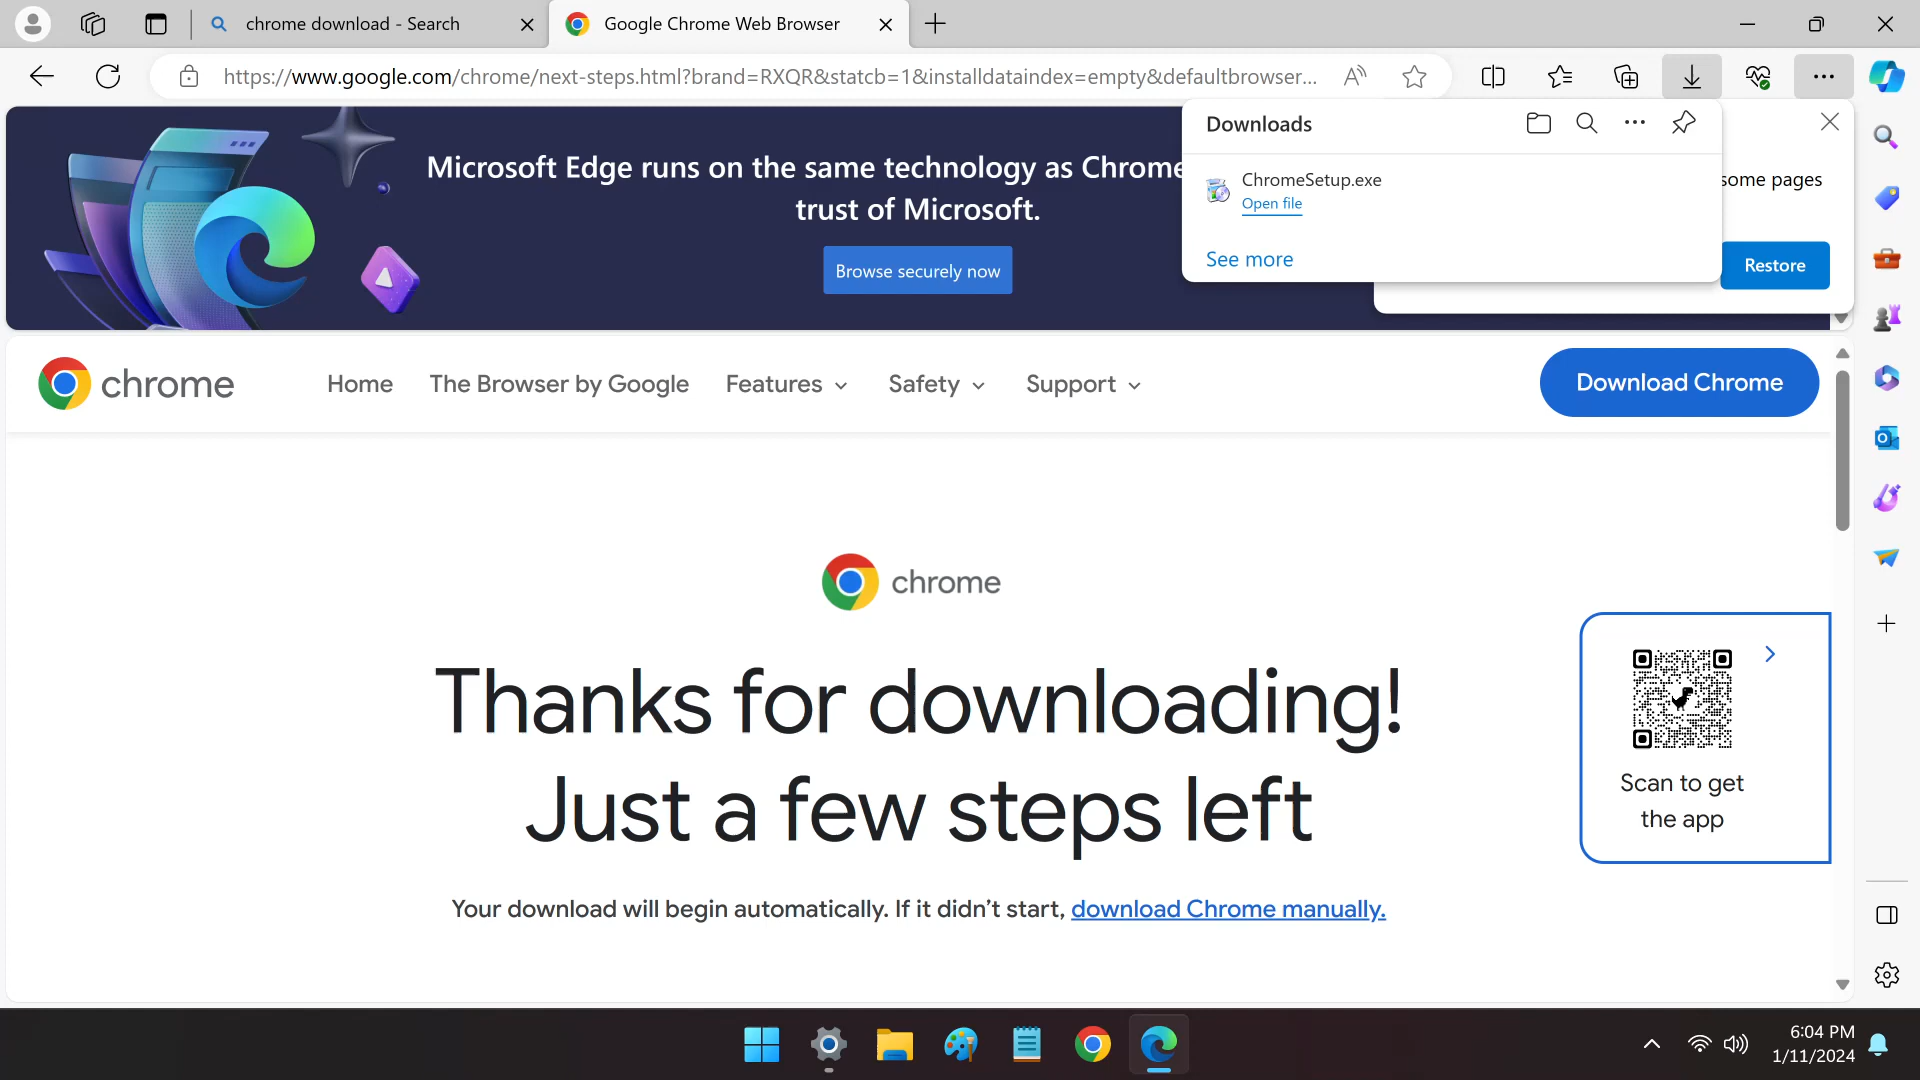 chrome download - Search
Google Chrome Web Browser
https://www.google.com/chrome/next-steps.html?brand=RXQR&statcb=1&installdataindex=empty&defaultbrowser...
Microsoft Edge runs on the same technology as Chrome
trust of Microsoft.
Browse securely now
Downloads
ChromeSetup.exe
Open file
See more
some pages
Restore
chrome
Home
The Browser by Google
Features
Safety
Support
Download Chrome
chrome
Thanks for downloading!
Just a few steps left
Your download will begin automatically. If it didn’t start, download Chrome manually.
Scan to get
the app
6:04 PM
1/11/2024